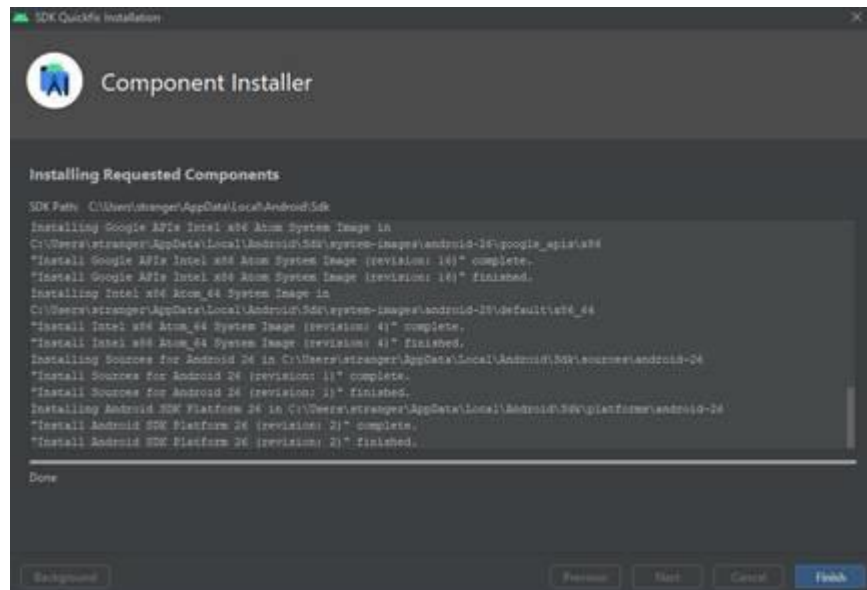 SDK Quickfix Installation
Component Installer
Installing Requested Components
SDK Path: C:\Users\stranger\AppData\Local\Android\Sdk
Installing Google APIs Intel x86 Atom System Image in
C:\Users\stranger\AppData\Local\Android\Sdk\system-images\android-26\google_apis\x86
"Install Google APIs Intel x86 Atom System Image (revision: 16)" complete.
"Install Google APIs Intel x86 Atom System Image (revision: 16)" finished.
Installing Intel x86 Atom_64 System Image in
C:\Users\stranger\AppData\Local\Android\Sdk\system-images\android-28\default\x86_64
"Install Intel x86 Atom_64 System Image (revision: 4)" complete.
"Install Intel x86 Atom_64 System Image (revision: 4)" finished.
Installing Sources for Android 26 in C:\Users\stranger\AppData\Local\Android\Sdk\sources\android-26
"Install Sources for Android 26 (revision: 1)" complete.
"Install Sources for Android 26 (revision: 1)" finished.
Installing Android SDK Platform 26 in C:\Users\stranger\AppData\Local\Android\Sdk\platforms\android-26
"Install Android SDK Platform 26 (revision: 2)" complete.
"Install Android SDK Platform 26 (revision: 2)" finished.
Done
Background Previous Next Cancel Finish